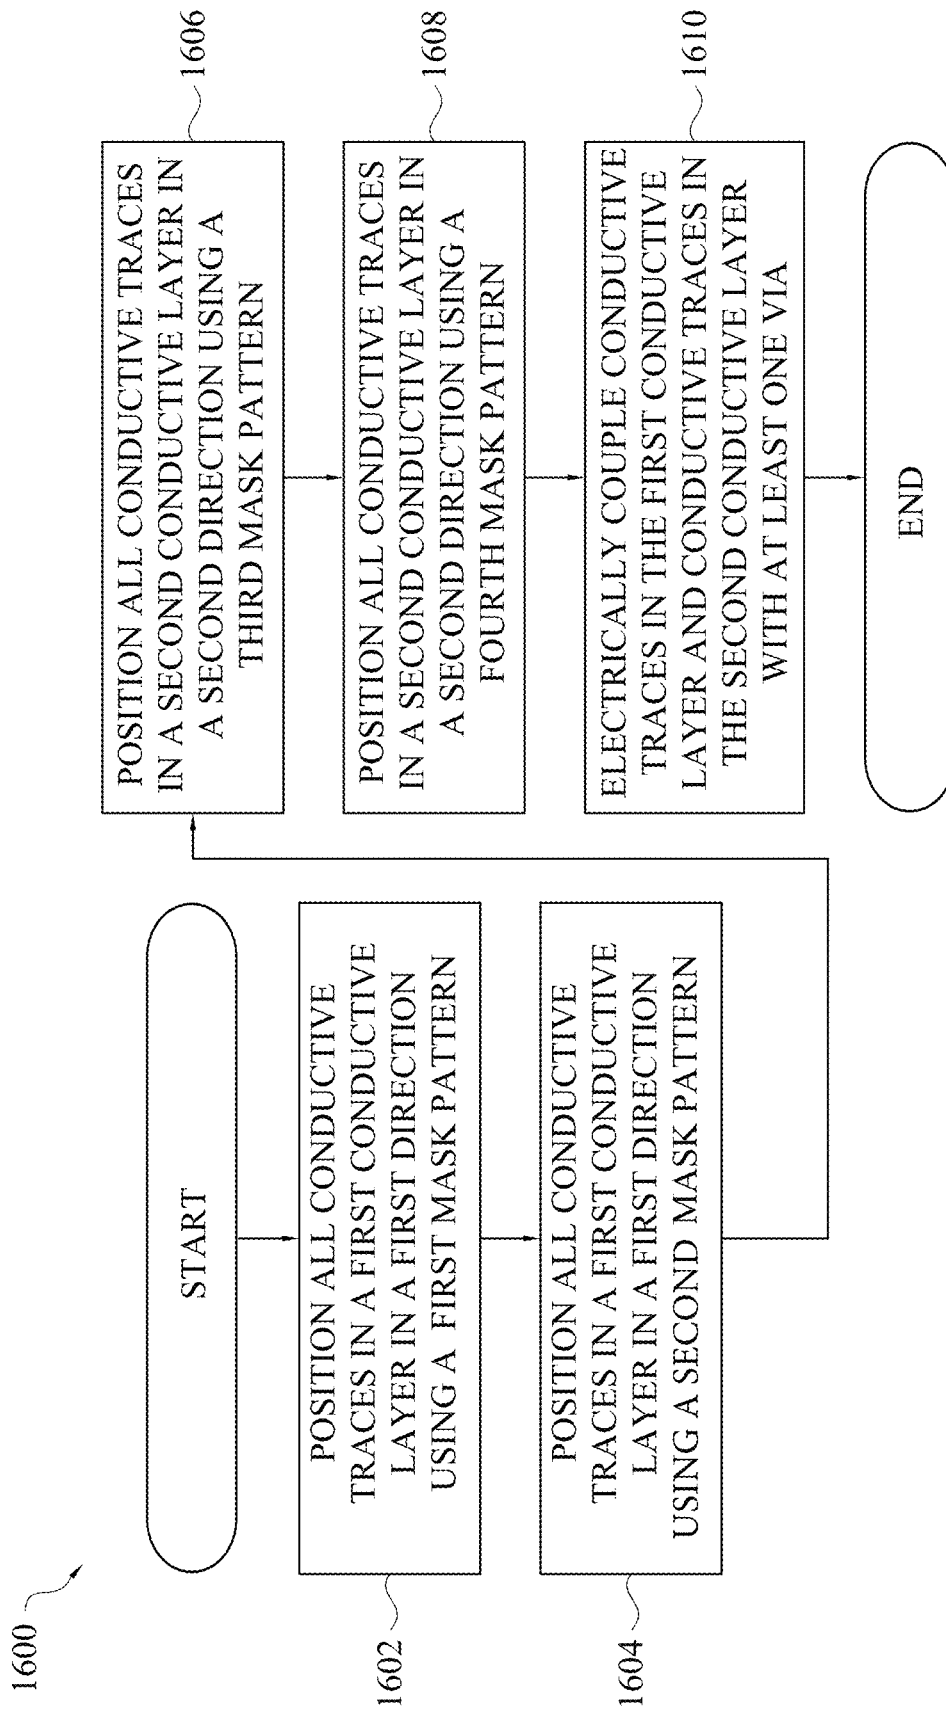 1600
START
POSITION ALL CONDUCTIVE
TRACES IN A FIRST CONDUCTIVE
LAYER IN A FIRST DIRECTION
USING A FIRST MASK PATTERN
1602
POSITION ALL CONDUCTIVE
TRACES IN A FIRST CONDUCTIVE
LAYER IN A FIRST DIRECTION
USING A SECOND MASK PATTERN
1604
POSITION ALL CONDUCTIVE TRACES
IN A SECOND CONDUCTIVE LAYER IN
A SECOND DIRECTION USING A
THIRD MASK PATTERN
1606
POSITION ALL CONDUCTIVE TRACES
IN A SECOND CONDUCTIVE LAYER IN
A SECOND DIRECTION USING A
FOURTH MASK PATTERN
1608
ELECTRICALLY COUPLE CONDUCTIVE
TRACES IN THE FIRST CONDUCTIVE
LAYER AND CONDUCTIVE TRACES IN
THE SECOND CONDUCTIVE LAYER
WITH AT LEAST ONE VIA
1610
END